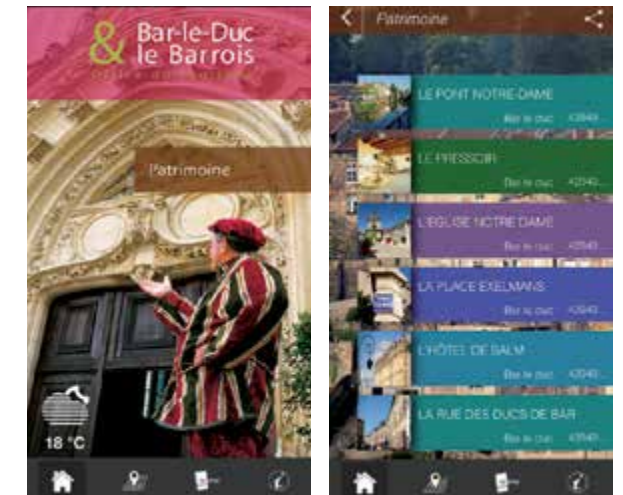 &
Bar-le-Duc
le Barrois
Patrimoine
18 °C
Patrimoine
LE PONT NOTRE-DAME
Bar le duc
LE PRESSOIR
Bar le duc
L'EGLISE NOTRE DAME
Bar le duc
LA PLACE EXELMANS
Bar le duc
L'HÔTEL DE SALM
Bar le duc
LA RUE DES DUCS DE BAR
Bar le duc